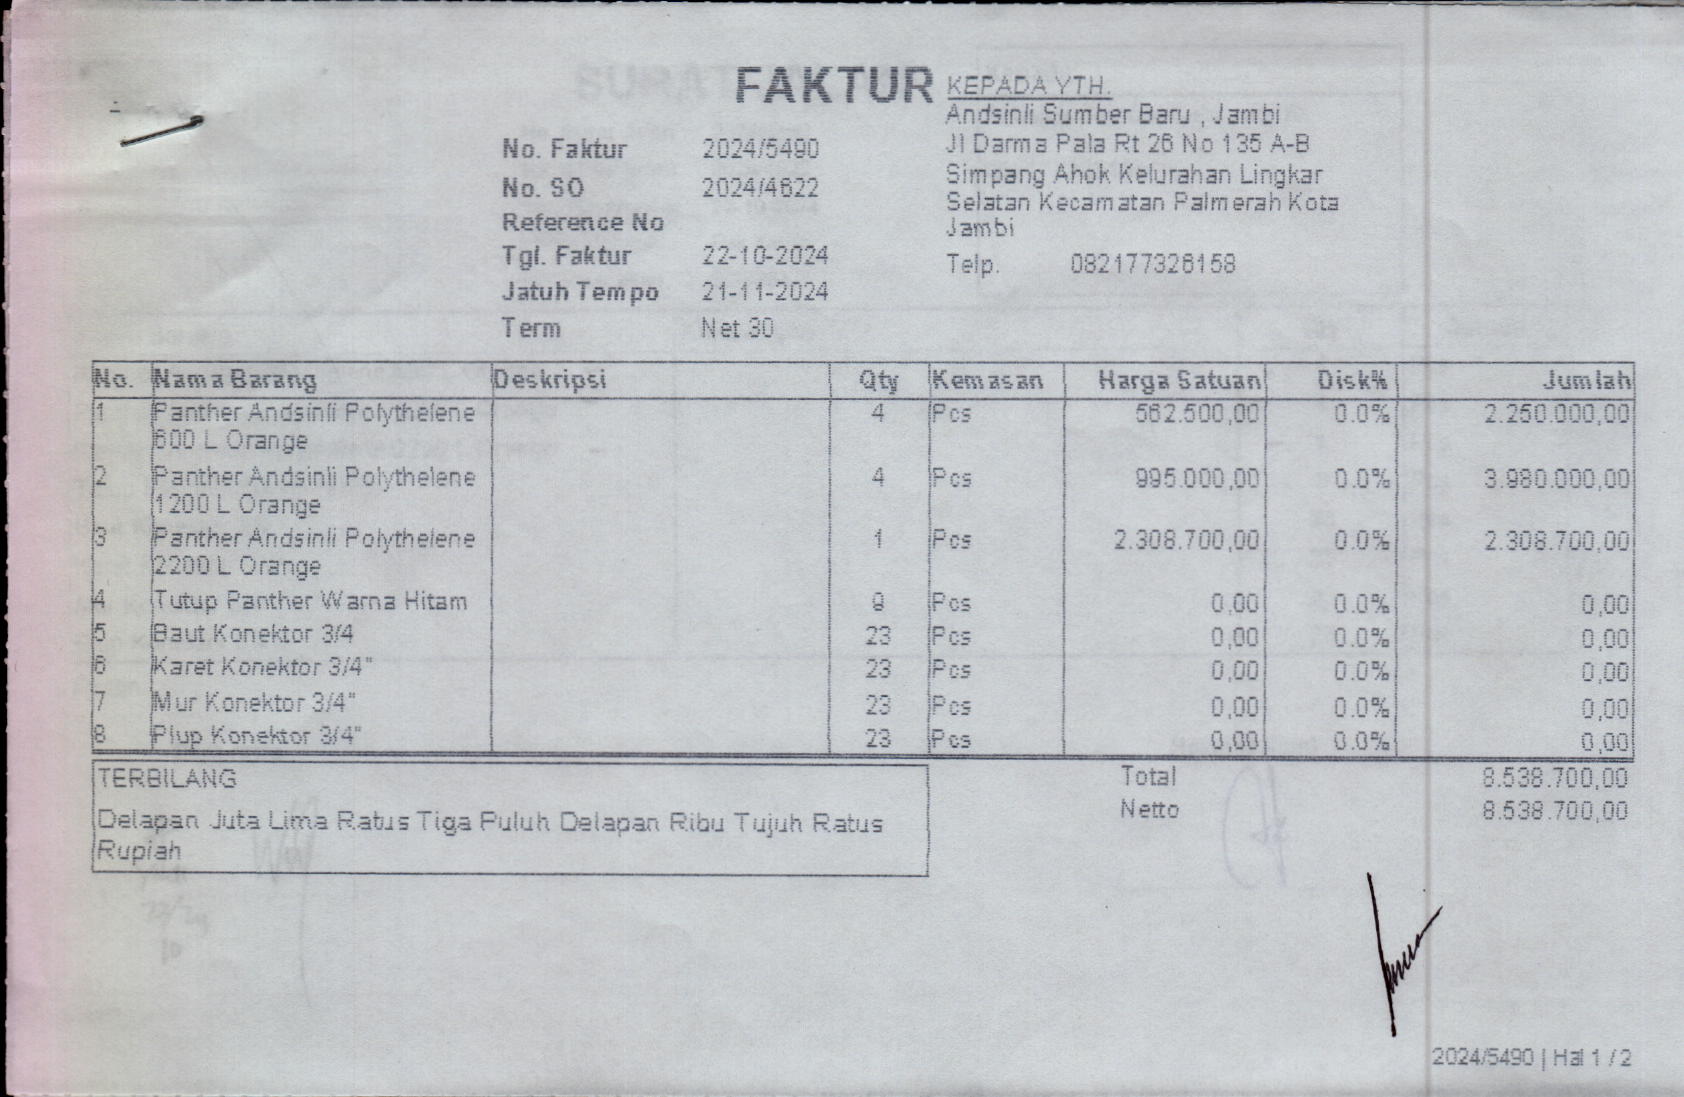 FAKTUR
No. Faktur 2024/5490
No. SO 2024/4622
Reference No
Tgl. Faktur 22-10-2024
Jatuh Tempo 21-11-2024
Term Net 30
KEPADA YTH.
Andsinli Sumber Baru , Jambi
Jl Darma Pala Rt 26 No 135 A-B
Simpang Ahok Kelurahan Lingkar
Selatan Kecamatan Palmerah Kota
Jambi
Telp. 082177326158
No. Nama Barang Deskripsi Qty Kemasan Harga Satuan Disk% Jumlah
1 Panther Andsinli Polythelene 4 Pcs 562.500,00 0.0% 2.250.000,00
600 L Orange
2 Panther Andsinli Polythelene 4 Pcs 995.000,00 0.0% 3.980.000,00
1200 L Orange
3 Panther Andsinli Polythelene 1 Pcs 2.308.700,00 0.0% 2.308.700,00
2200 L Orange
4 Tutup Panther Warna Hitam 9 Pcs 0,00 0.0% 0,00
5 Baut Konektor 3/4 23 Pcs 0,00 0.0% 0,00
6 Karet Konektor 3/4" 23 Pcs 0,00 0.0% 0,00
7 Mur Konektor 3/4" 23 Pcs 0,00 0.0% 0,00
8 Plup Konektor 3/4" 23 Pcs 0,00 0.0% 0,00
TERBILANG
Delapan Juta Lima Ratus Tiga Puluh Delapan Ribu Tujuh Ratus
Rupiah
Total 8.538.700,00
Netto 8.538.700,00
2024/5490 | Hal 1 / 2